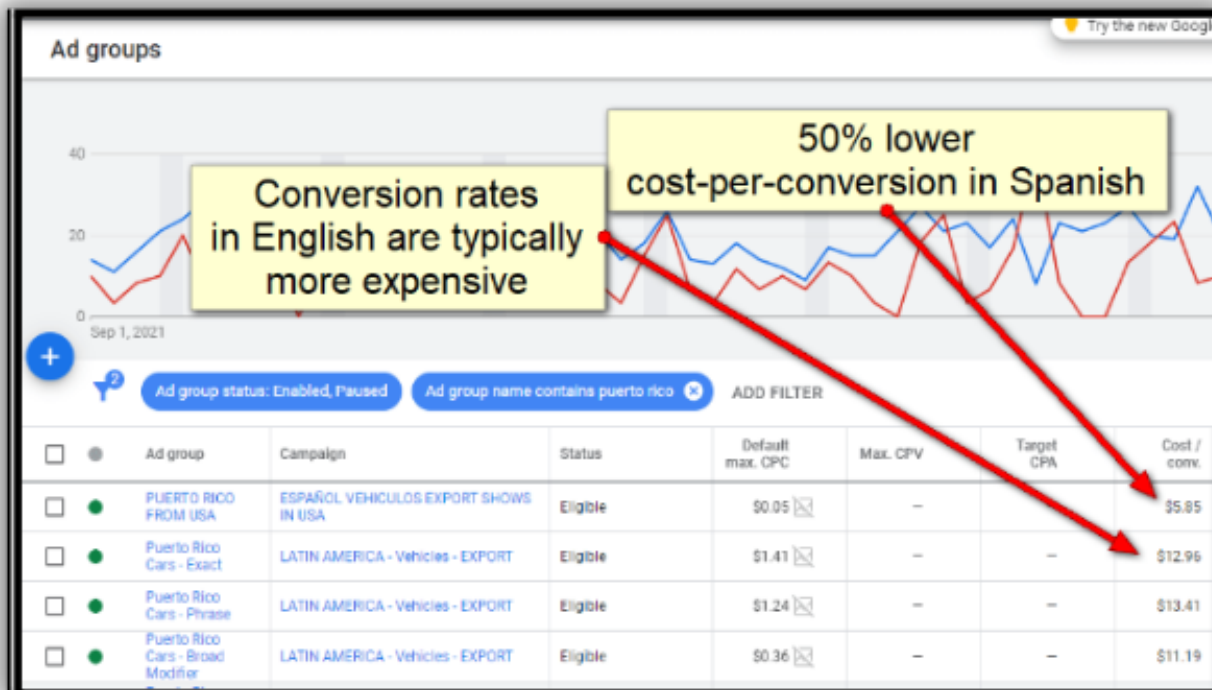 Try the new Googl
Ad groups
50% lower
cost-per-conversion in Spanish
Conversion rates
in English are typically
more expensive
40
20
0
Sep 1, 2021
+
2
Ad group status: Enabled, Paused
Ad group name contains puerto rico
ADD FILTER
Ad group Campaign Status Default max. CPC Max. CPV Target CPA Cost / conv.
PUERTO RICO FROM USA ESPAÑOL VEHICULOS EXPORT SHOWS IN USA Eligible $0.05 – $5.85
Puerto Rico Cars - Exact LATIN AMERICA - Vehicles - EXPORT Eligible $1.41 – – $12.96
Puerto Rico Cars - Phrase LATIN AMERICA - Vehicles - EXPORT Eligible $1.24 – – $13.41
Puerto Rico Cars - Broad Modifier LATIN AMERICA - Vehicles - EXPORT Eligible $0.36 – – $11.19